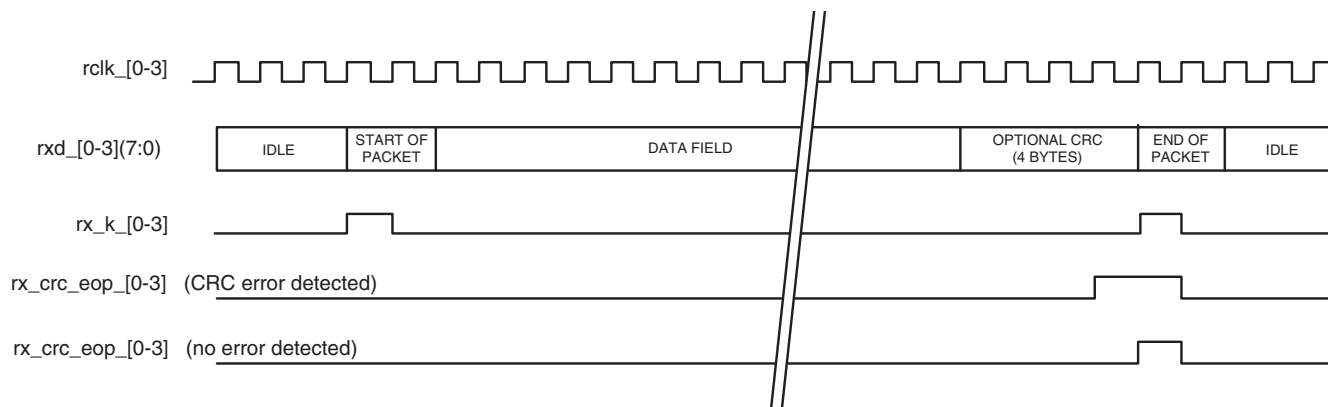 rclk_[0-3]
rxd_[0-3](7:0)
IDLE
START OF
PACKET
DATA FIELD
OPTIONAL CRC
(4 BYTES)
END OF
PACKET
IDLE
rx_k_[0-3]
rx_crc_eop_[0-3] (CRC error detected)
rx_crc_eop_[0-3] (no error detected)